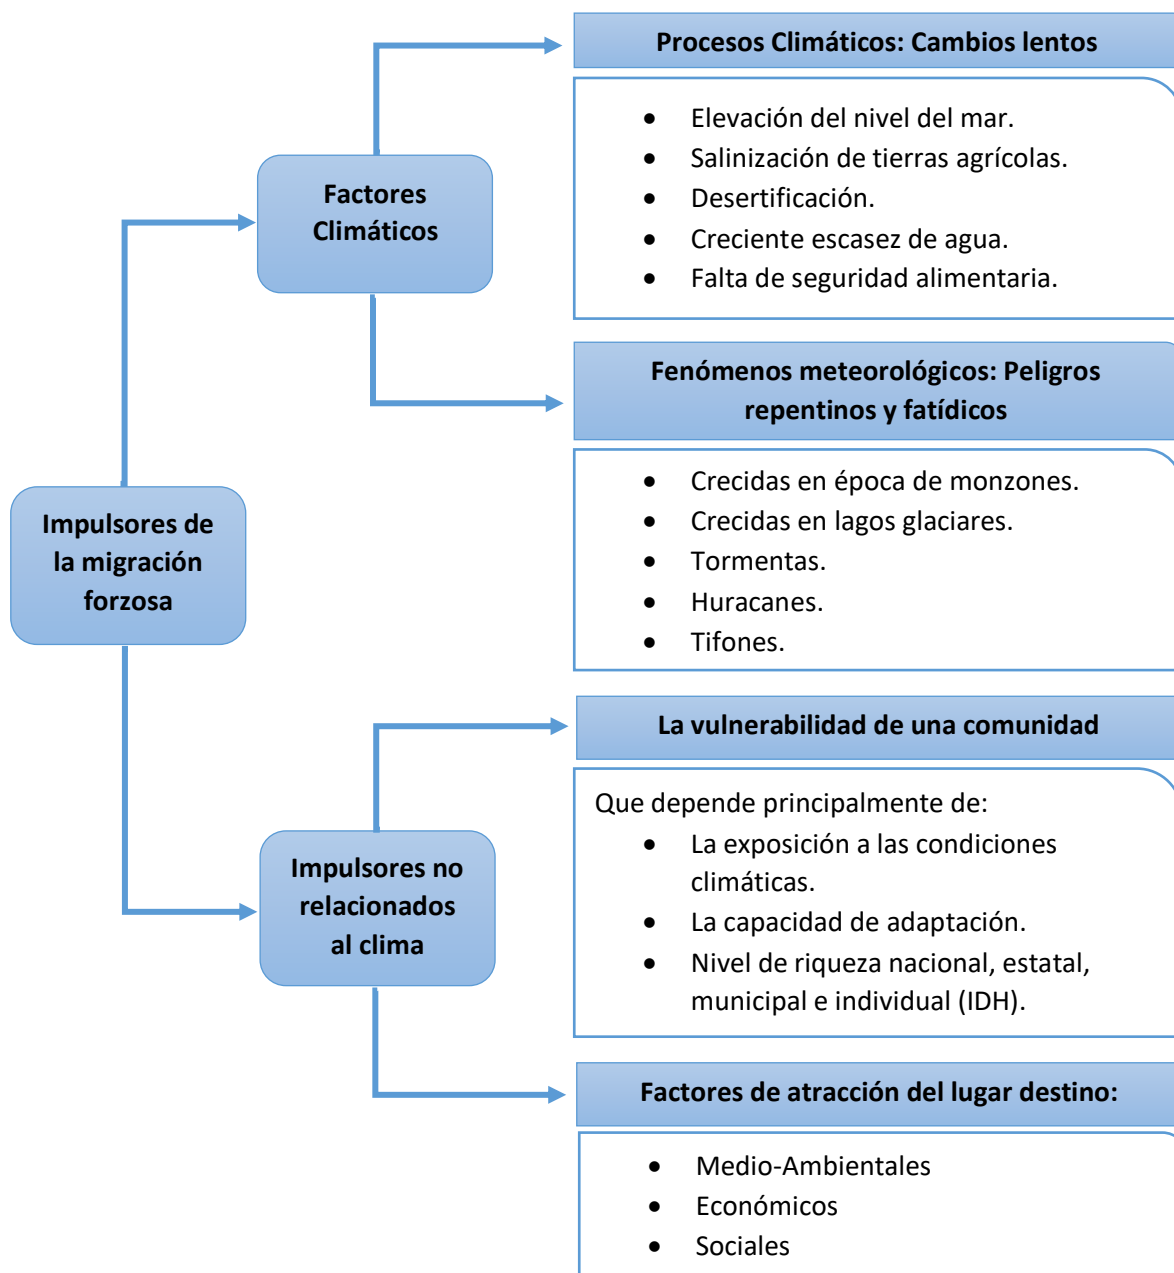 Procesos Climáticos: Cambios lentos
• Elevación del nivel del mar.
• Salinización de tierras agrícolas.
• Desertificación.
• Creciente escasez de agua.
• Falta de seguridad alimentaria.
Factores
Climáticos
Fenómenos meteorológicos: Peligros
repentinos y fatídicos
• Crecidas en época de monzones.
• Crecidas en lagos glaciares.
• Tormentas.
• Huracanes.
• Tifones.
Impulsores de
la migración
forzosa
La vulnerabilidad de una comunidad
Que depende principalmente de:
• La exposición a las condiciones
climáticas.
• La capacidad de adaptación.
• Nivel de riqueza nacional, estatal,
municipal e individual (IDH).
Impulsores no
relacionados
al clima
Factores de atracción del lugar destino:
• Medio-Ambientales
• Económicos
• Sociales